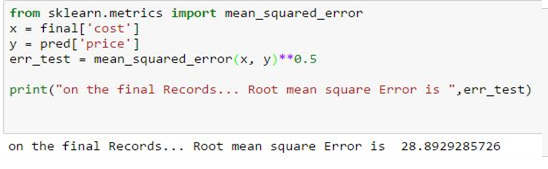 from sklearn.metrics import mean_squared_error
x = final['cost']
y = pred['price']
err_test = mean_squared_error(x, y)**0.5
print("on the final Records... Root mean square Error is ",err_test)
on the final Records... Root mean square Error is  28.8929285726